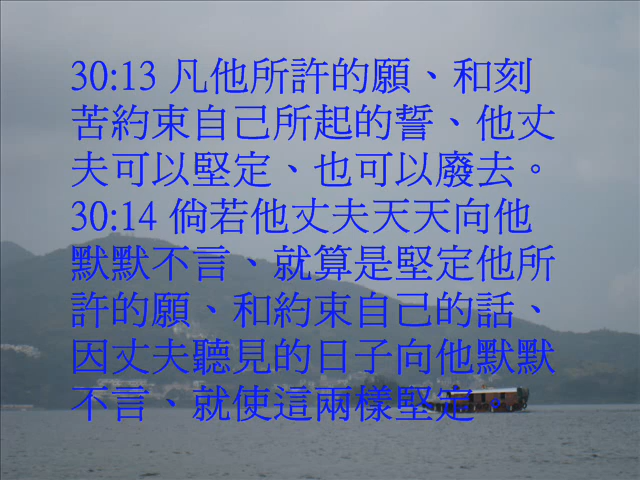 30:13 凡他所許的願、和刻
苦約束自己所起的誓、他丈
夫可以堅定、也可以廢去。
30:14 倘若他丈夫天天向他
默默不言、就算是堅定他所
許的願、和約束自己的話、
因丈夫聽見的日子向他默默
不言、就使這兩樣堅定。